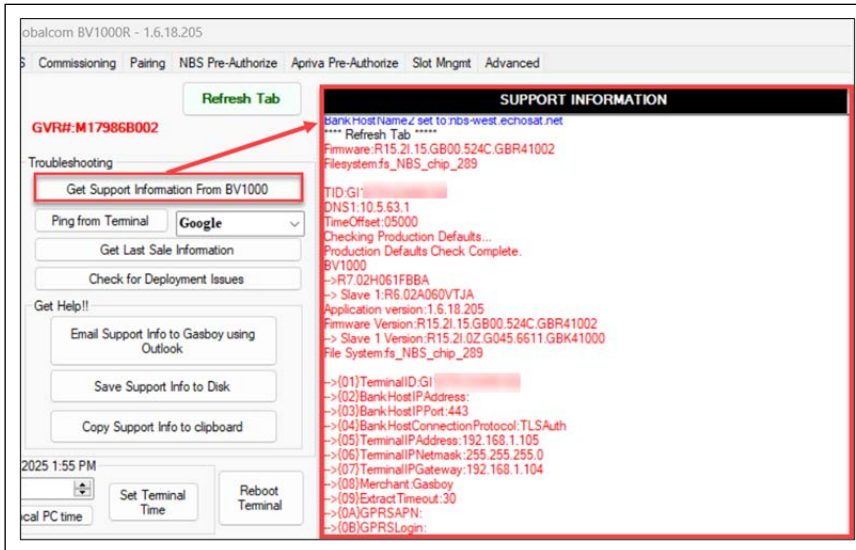 obalcom BV1000R - 1.6.18.205
Commissioning Pairing NBS Pre-Authorize Apriva Pre-Authorize Slot Mngmt Advanced
Refresh Tab
GVR#:M17986B002
Troubleshooting
Get Support Information From BV1000
Ping from Terminal Google
Get Last Sale Information
Check for Deployment Issues
Get Help!!
Email Support Info to Gasboy using
Outlook
Save Support Info to Disk
Copy Support Info to clipboard
2025 1:55 PM
Set Terminal
Time
Reboot
Terminal
cal PC time
SUPPORT INFORMATION
BankHostName2 set to:nbs-west.echosat.net
**** Refresh Tab *****
Firmware:R15.2I.15.GB00.524C.GBR41002
Filesystem:fs_NBS_chip_289
TID:GI
DNS1:10.5.63.1
TimeOffset:05000
Checking Production Defaults...
Production Defaults Check Complete.
BV1000
-->R7.02H061FBBA
--> Slave 1:R6.02A060VTJA
Application version:1.6.18.205
Firmware Version:R15.2I.15.GB00.524C.GBR41002
--> Slave 1 Version:R15.2I.0Z.G045.6611.GBK41000
File System:fs_NBS_chip_289
-->{01}TerminalID:GI
-->{02}BankHostIPAddress:
-->{03}BankHostIPPort:443
-->{04}BankHostConnectionProtocol:TLSAuth
-->{05}TerminalIPAddress:192.168.1.105
-->{06}TerminalIPNetmask:255.255.255.0
-->{07}TerminalIPGateway:192.168.1.104
-->{08}Merchant:Gasboy
-->{09}ExtractTimeout:30
-->{0A}GPRSAPN:
-->{0B}GPRSLogin: